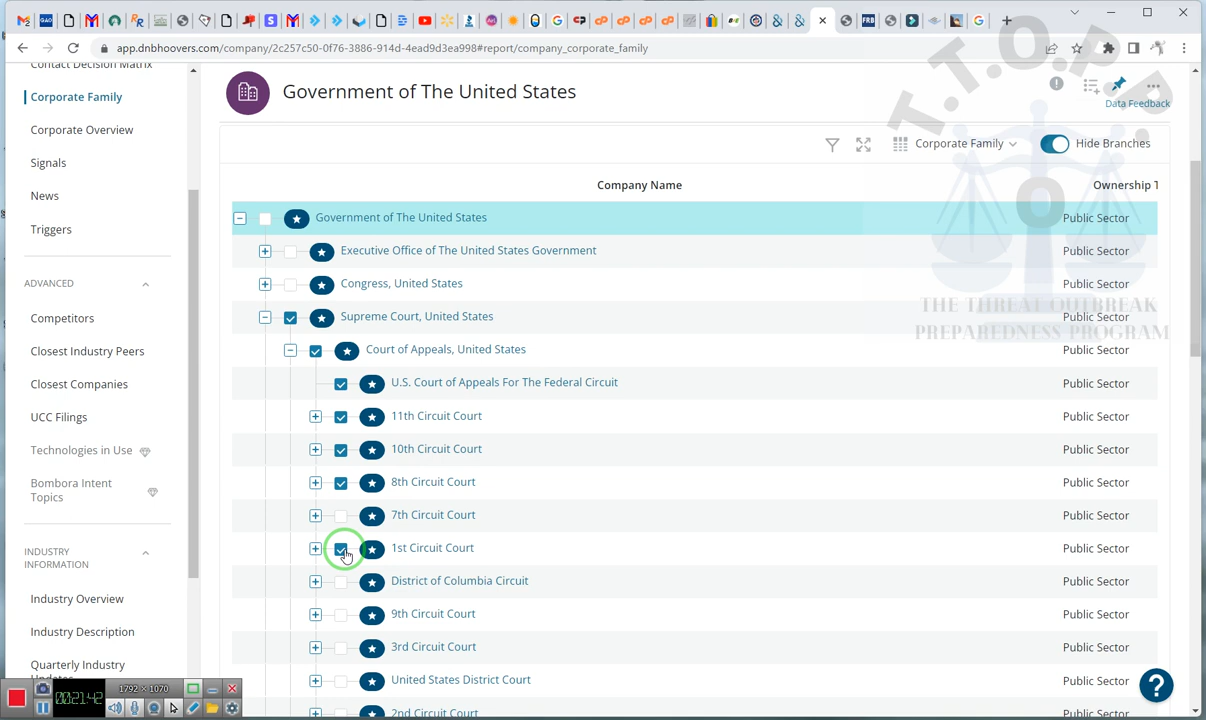 app.dnbhoovers.com/company/2c257c50-0f76-3886-914d-4ead9d3ea998#report/company_corporate_family
Contact Decision Matrix
Corporate Family
Corporate Overview
Signals
News
Triggers
ADVANCED
Competitors
Closest Industry Peers
Closest Companies
UCC Filings
Technologies in Use
Bombora Intent
Topics
INDUSTRY
INFORMATION
Industry Overview
Industry Description
Quarterly Industry
Updates
Government of The United States
Data Feedback
Corporate Family
Hide Branches
Company Name
Ownership T
Government of The United States Public Sector
Executive Office of The United States Government Public Sector
Congress, United States Public Sector
Supreme Court, United States Public Sector
Court of Appeals, United States Public Sector
U.S. Court of Appeals For The Federal Circuit Public Sector
11th Circuit Court Public Sector
10th Circuit Court Public Sector
8th Circuit Court Public Sector
7th Circuit Court Public Sector
1st Circuit Court Public Sector
District of Columbia Circuit Public Sector
9th Circuit Court Public Sector
3rd Circuit Court Public Sector
United States District Court Public Sector
2nd Circuit Court Public Sector
T.T.O.P.P.
THE THREAT OUTBREAK
PREPAREDNESS PROGRAM
00:21:42
1792 × 1070